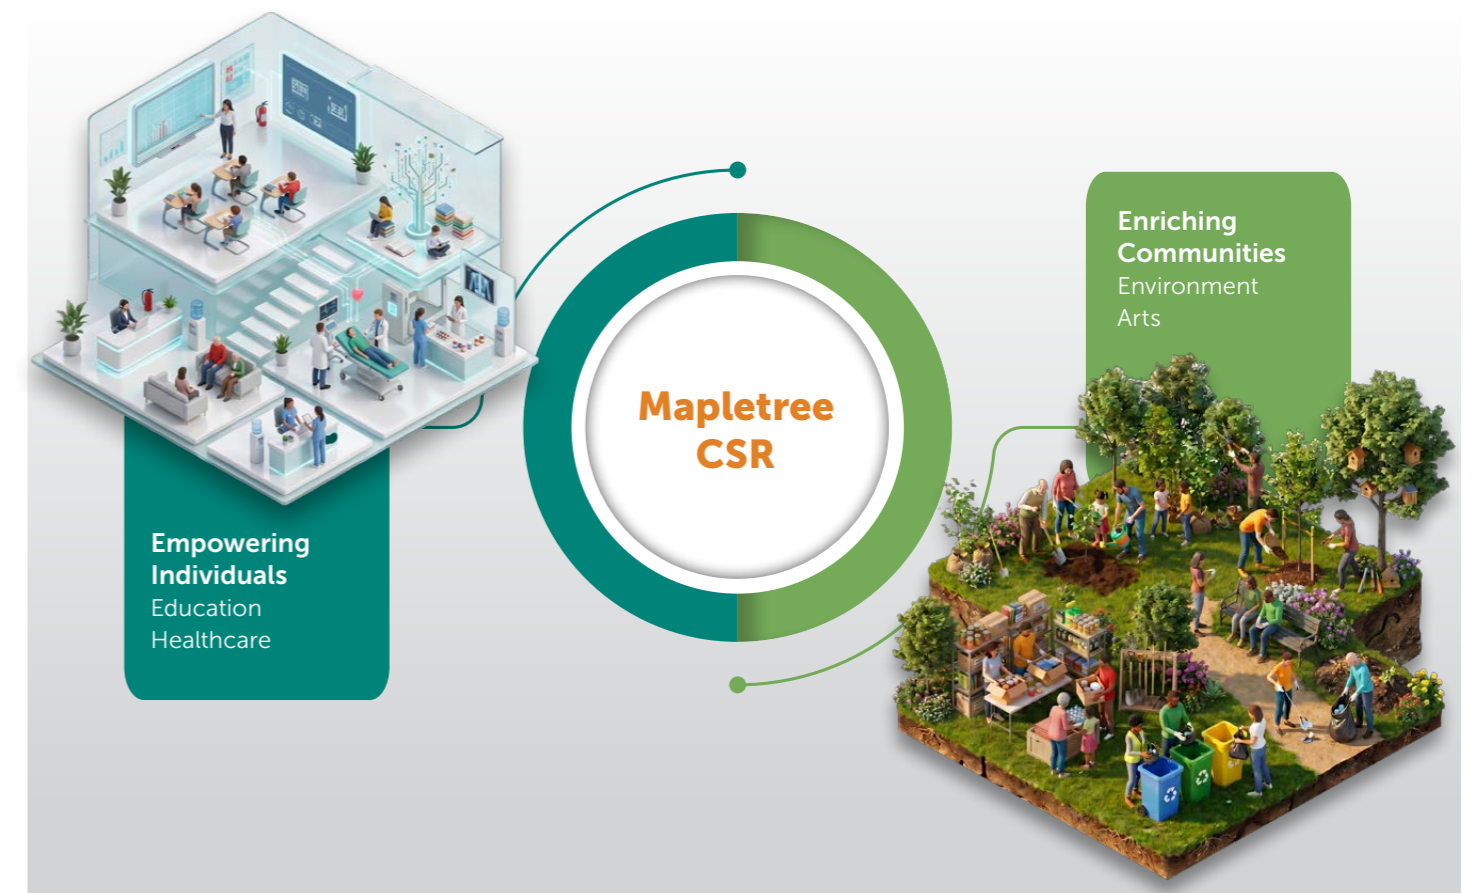 Enriching
Communities
Environment
Arts
Mapletree
CSR
Empowering
Individuals
Education
Healthcare